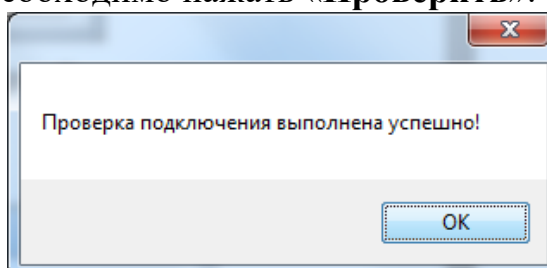 необходимо нажать «Проверить».
Проверка подключения выполнена успешно!
OK